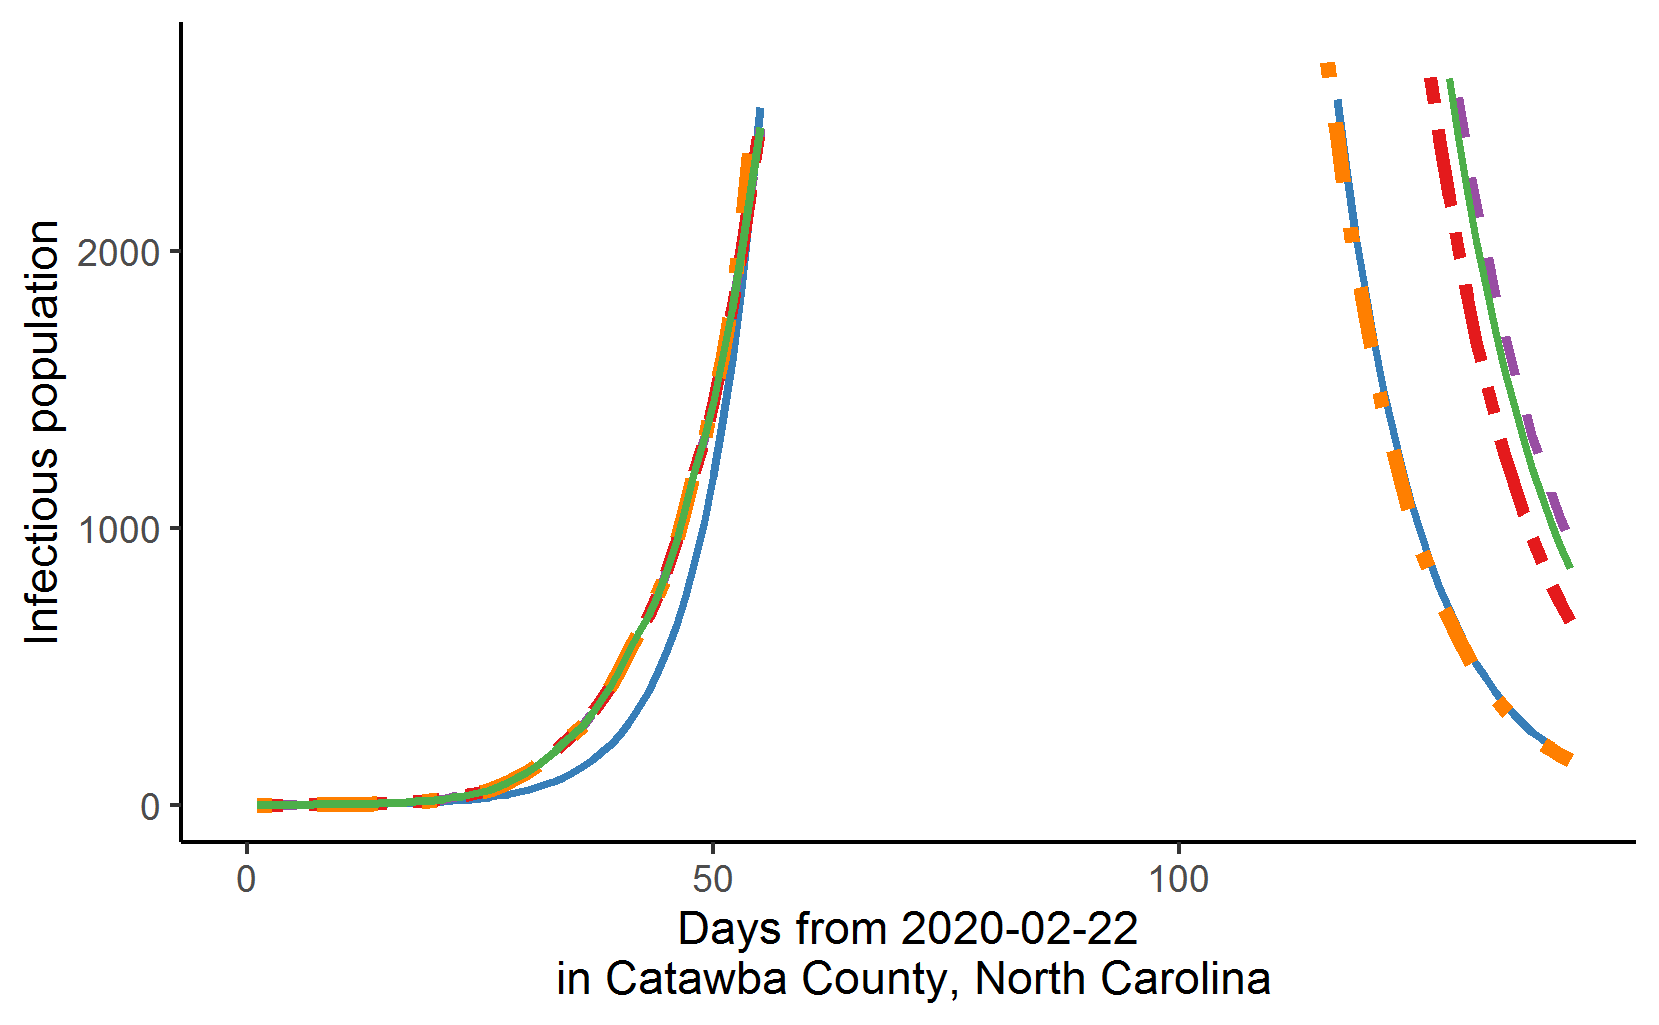 Infectious population
2000
1000
0
0 50 100
Days from 2020-02-22
in Catawba County, North Carolina